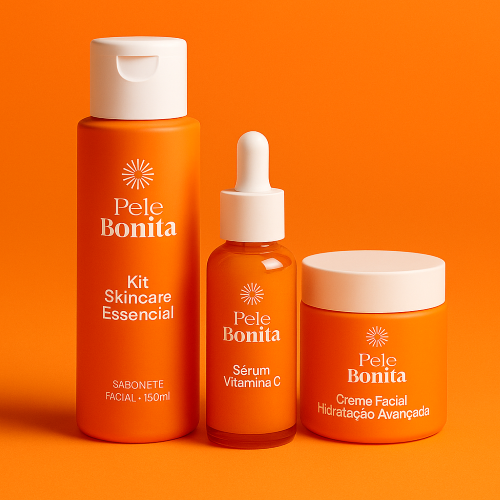 Pele
Bonita
Kit
Skincare
Essencial
SABONETE
FACIAL • 150ml
Pele
Bonita
Sérum
Vitamina C
Pele
Bonita
Creme Facial
Hidratação Avançada